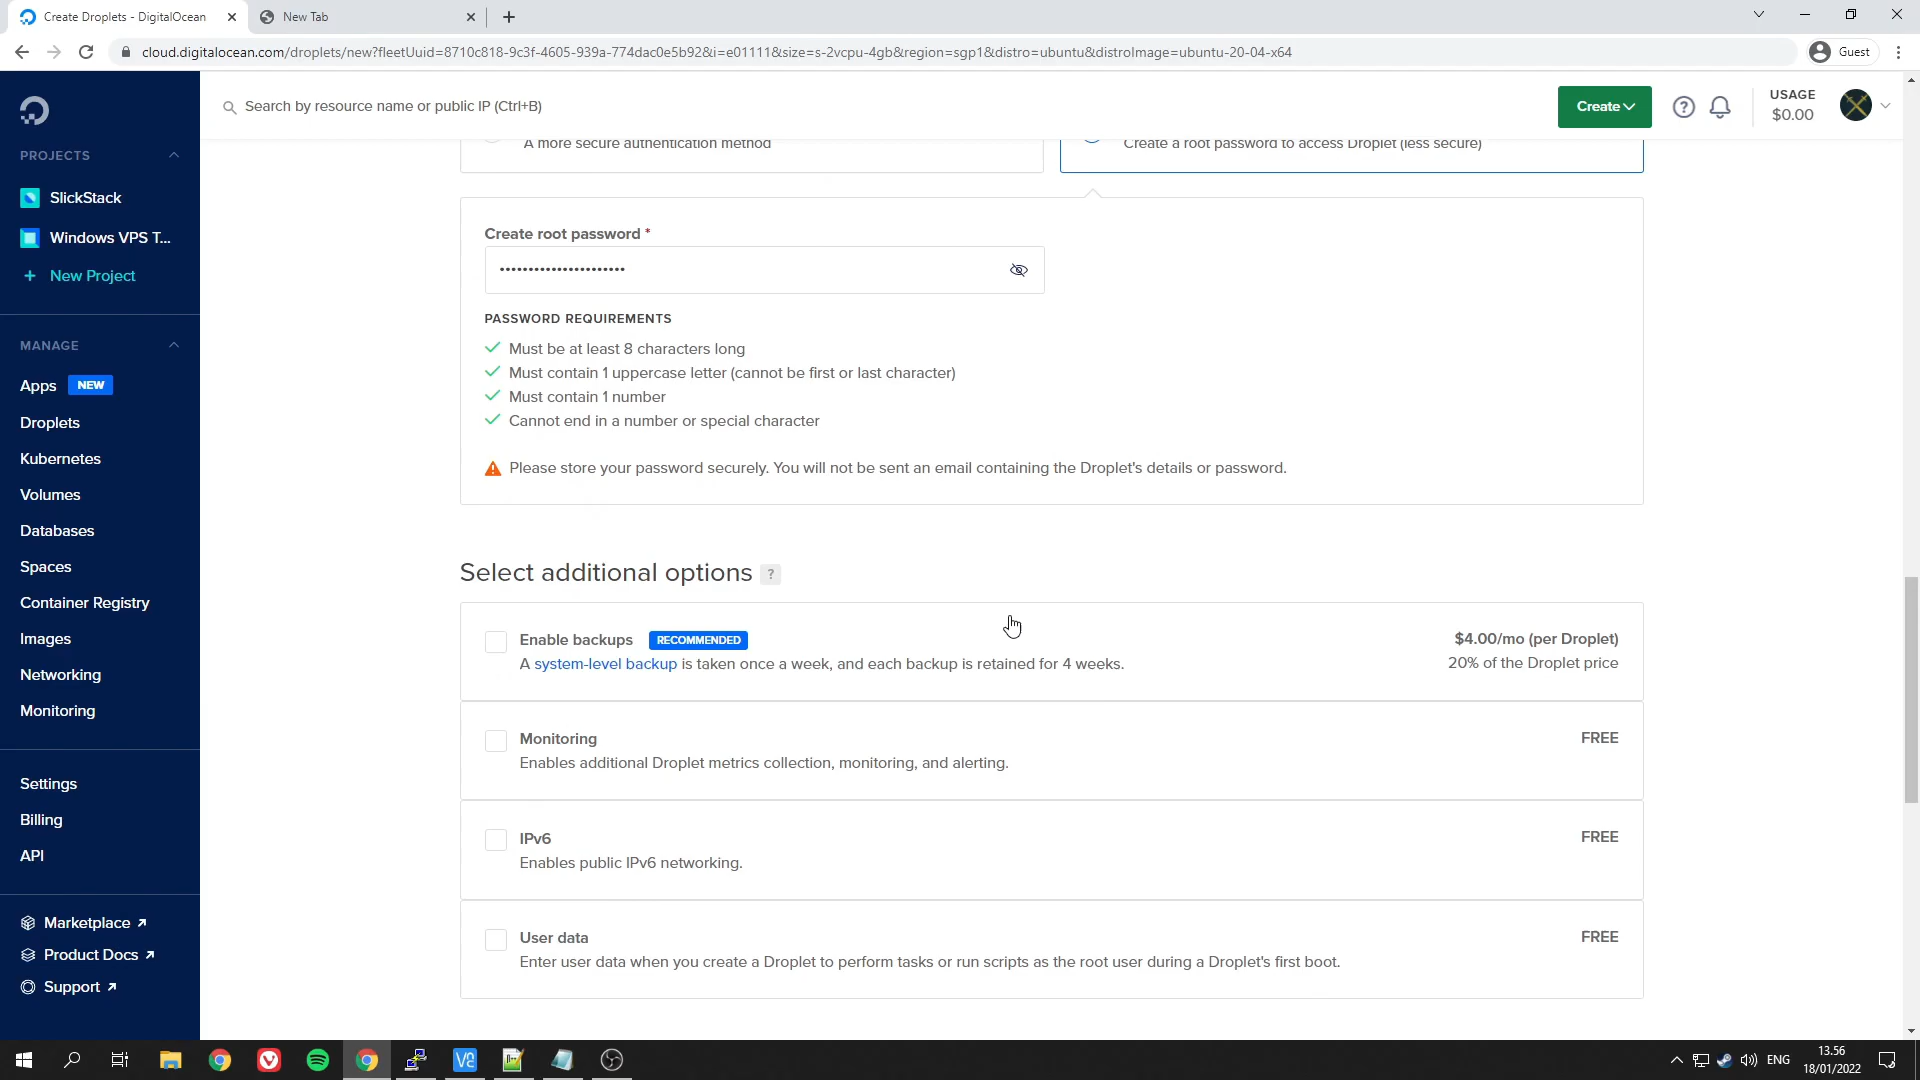 Create Droplets - DigitalOcean
New Tab
cloud.digitalocean.com/droplets/new?fleetUuid=8710c818-9c3f-4605-939a-774dac0e5b92&i=e01111&size=s-2vcpu-4gb&region=sgp1&distro=ubuntu&distroImage=ubuntu-20-04-x64
Guest
Search by resource name or public IP (Ctrl+B)
Create
?
USAGE
$0.00
PROJECTS
SlickStack
Windows VPS T...
+ New Project
MANAGE
Apps NEW
Droplets
Kubernetes
Volumes
Databases
Spaces
Container Registry
Images
Networking
Monitoring
Settings
Billing
API
Marketplace
Product Docs
Support
A more secure authentication method
Create a root password to access Droplet (less secure)
Create root password *
••••••••••••••••••••••
PASSWORD REQUIREMENTS
Must be at least 8 characters long
Must contain 1 uppercase letter (cannot be first or last character)
Must contain 1 number
Cannot end in a number or special character
Please store your password securely. You will not be sent an email containing the Droplet's details or password.
Select additional options ?
Enable backups RECOMMENDED
$4.00/mo (per Droplet)
A system-level backup is taken once a week, and each backup is retained for 4 weeks.
20% of the Droplet price
Monitoring
FREE
Enables additional Droplet metrics collection, monitoring, and alerting.
IPv6
FREE
Enables public IPv6 networking.
User data
FREE
Enter user data when you create a Droplet to perform tasks or run scripts as the root user during a Droplet's first boot.
ENG
13.56
18/01/2022